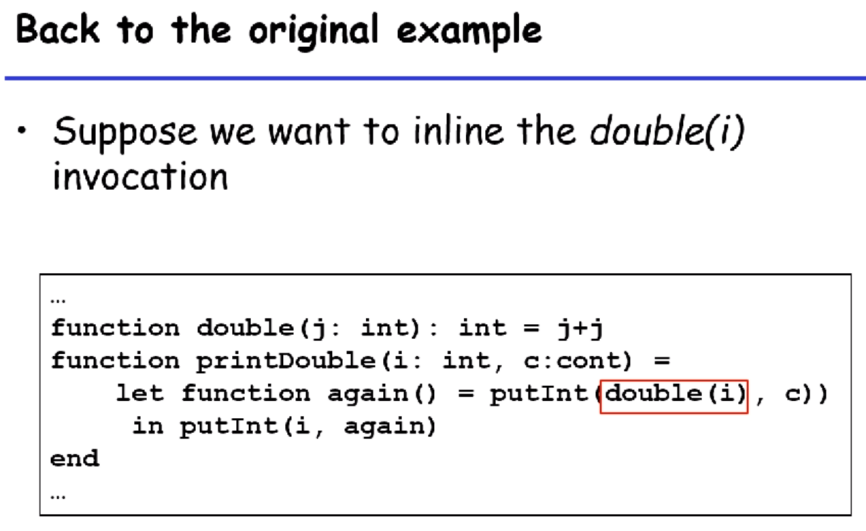 Back to the original example
• Suppose we want to inline the double(i)
invocation
...
function double(j: int): int = j+j
function printDouble(i: int, c:cont) =
let function again() = putInt(double(i), c))
in putInt(i, again)
end
...